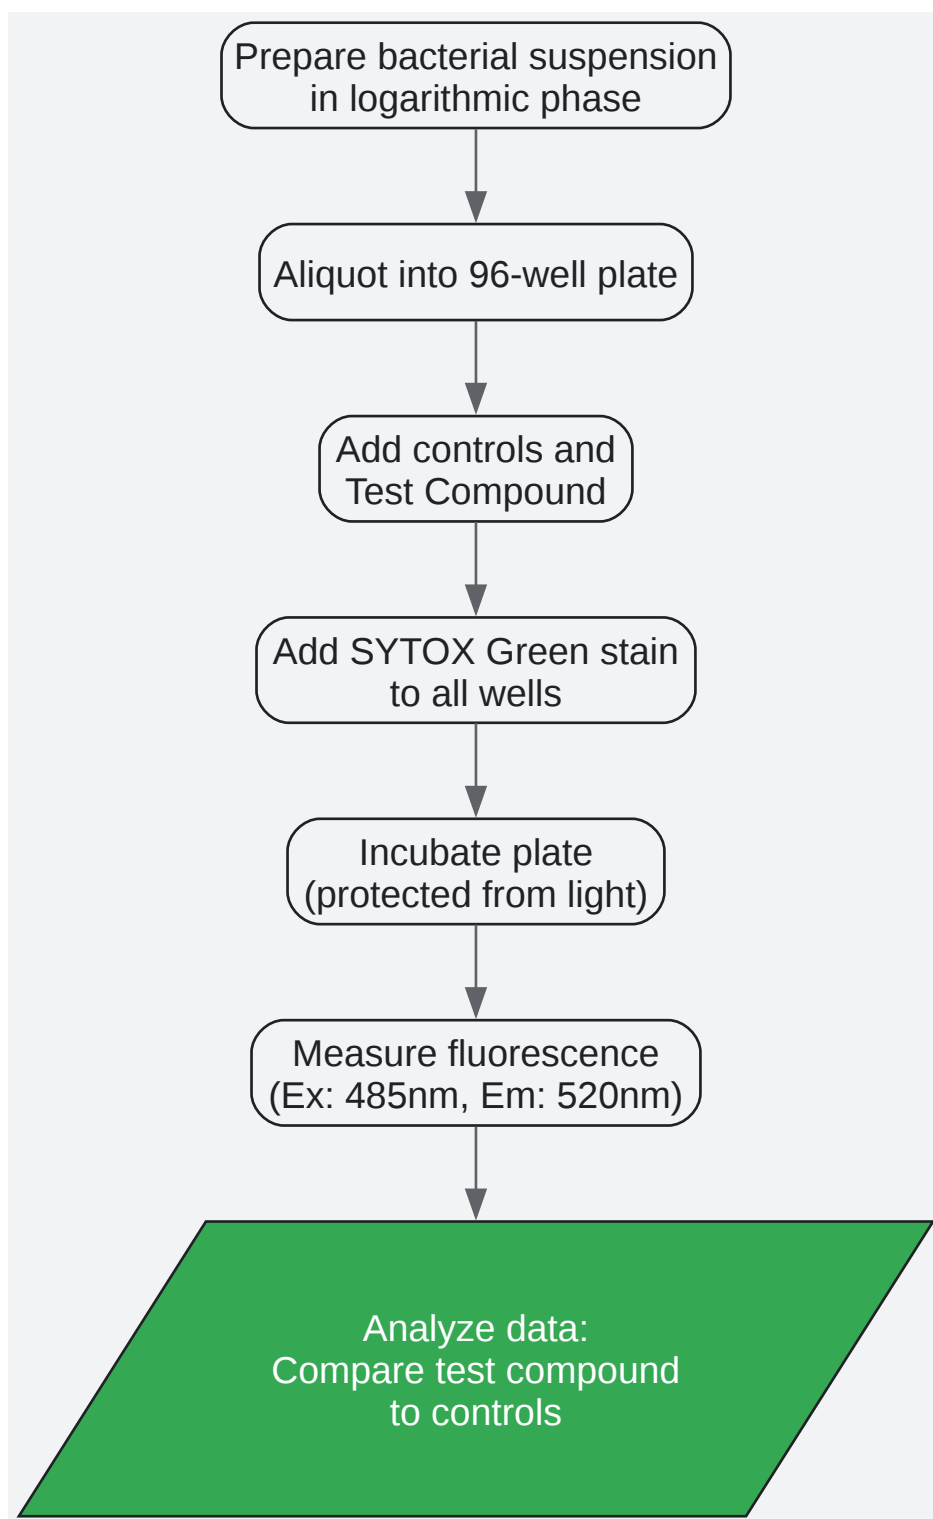 Prepare bacterial suspension
in logarithmic phase
Aliquot into 96-well plate
Add controls and
Test Compound
Add SYTOX Green stain
to all wells
Incubate plate
(protected from light)
Measure fluorescence
(Ex: 485nm, Em: 520nm)
Analyze data:
Compare test compound
to controls